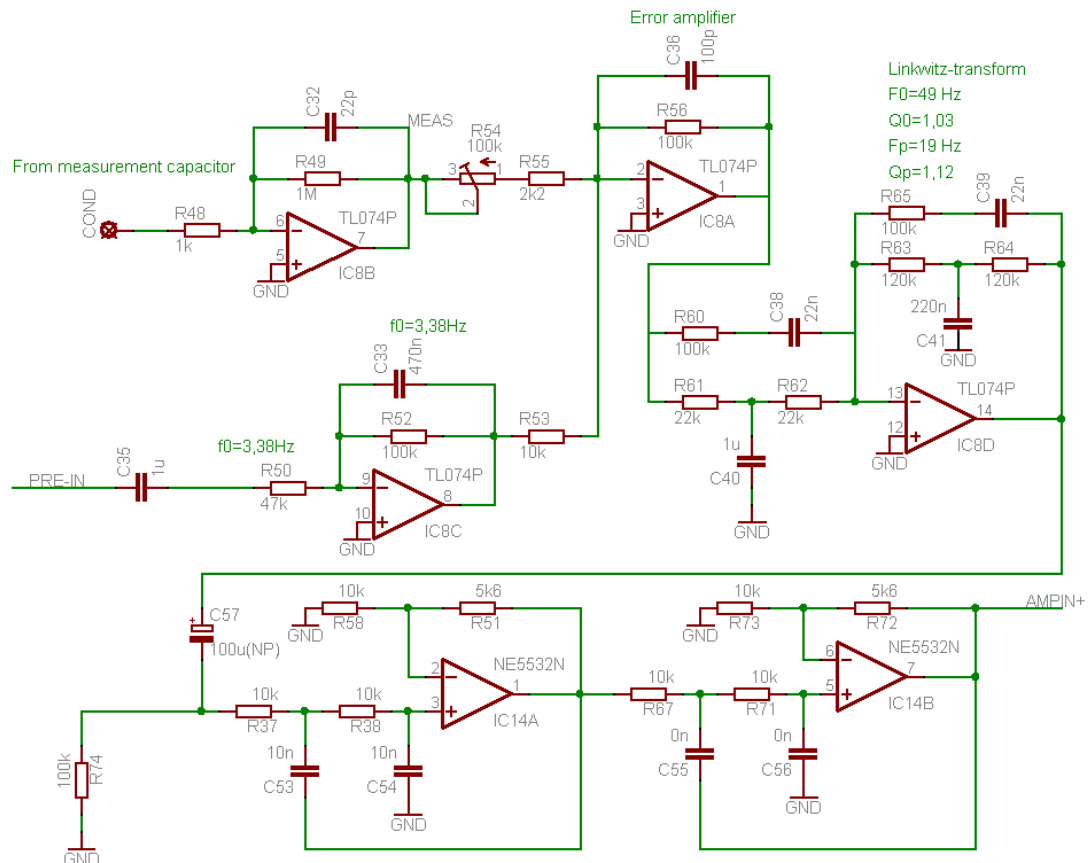 Error amplifier
C36
100p
Linkwitz-transform
F0=49 Hz
Q0=1,03
Fp=19 Hz
Qp=1,12
C32
22p
MEAS
R54
100k
R56
100k
From measurement capacitor
R49
1M
3
1
2
R55
2k2
COND
R48
1k
TL074P
6
5
7
GND
IC8B
TL074P
2
3
1
GND
IC8A
R65
100k
C39
22n
R63
120k
R64
120k
220n
C41
GND
f0=3,38Hz
C33
470n
R52
100k
R53
10k
R60
100k
C38
22n
R61
22k
R62
22k
1u
C40
GND
TL074P
13
12
14
GND
IC8D
f0=3,38Hz
PRE-IN
C35
1u
R50
47k
TL074P
9
10
8
GND
IC8C
C57
+
100u(NP)
10k
R58
GND
5k6
R51
NE5532N
2
3
1
IC14A
10k
R73
GND
5k6
R72
AMPIN+
NE5532N
6
5
7
IC14B
10k
R37
10k
R38
10k
R67
10k
R71
100k
R74
GND
10n
C53
10n
C54
GND
0n
C55
0n
C56
GND